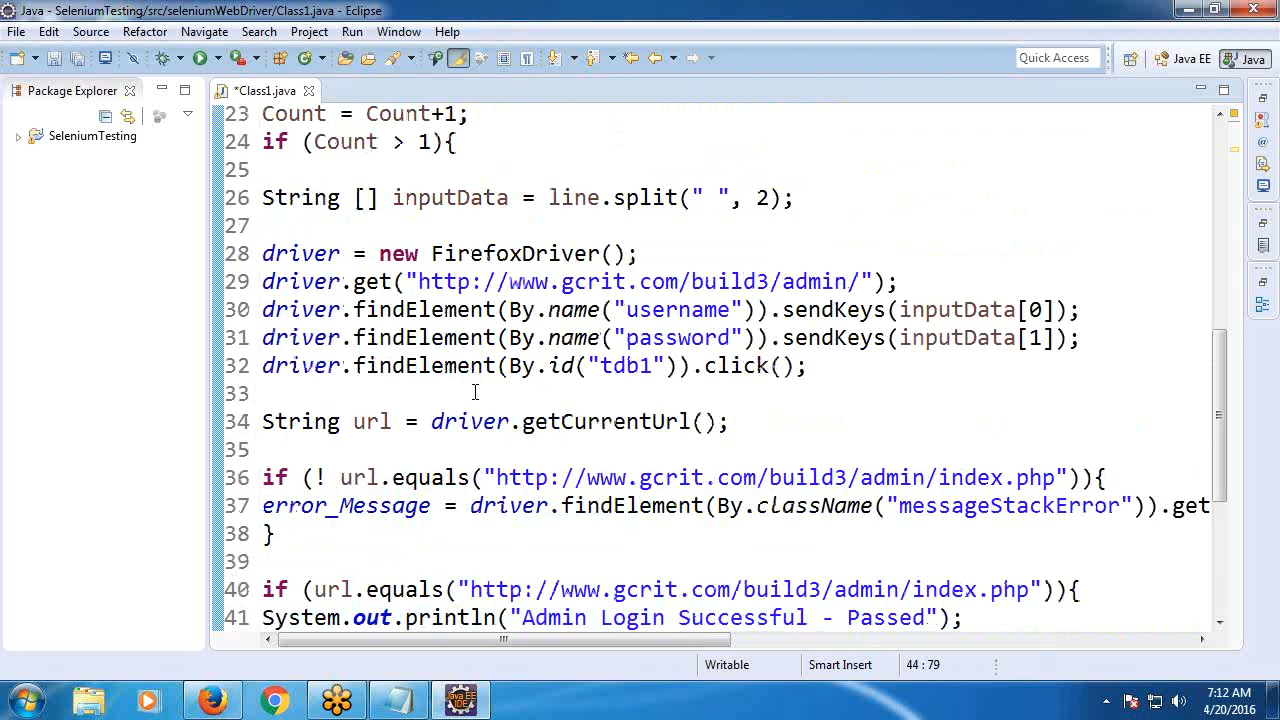 Java - SeleniumTesting/src/seleniumWebDriver/Class1.java - Eclipse
File Edit Source Refactor Navigate Search Project Run Window Help
Quick Access Java EE Java
Package Explorer *Class1.java
SeleniumTesting
23 Count = Count+1;
24 if (Count > 1){
25
26 String [] inputData = line.split(" ", 2);
27
28 driver = new FirefoxDriver();
29 driver.get("http://www.gcrit.com/build3/admin/");
30 driver.findElement(By.name("username")).sendKeys(inputData[0]);
31 driver.findElement(By.name("password")).sendKeys(inputData[1]);
32 driver.findElement(By.id("tdb1")).click();
33
34 String url = driver.getCurrentUrl();
35
36 if (! url.equals("http://www.gcrit.com/build3/admin/index.php")){
37 error_Message = driver.findElement(By.className("messageStackError")).get
38 }
39
40 if (url.equals("http://www.gcrit.com/build3/admin/index.php")){
41 System.out.println("Admin Login Successful - Passed");
Writable Smart Insert 44 : 79
Java EE
IDE
7:12 AM
4/20/2016